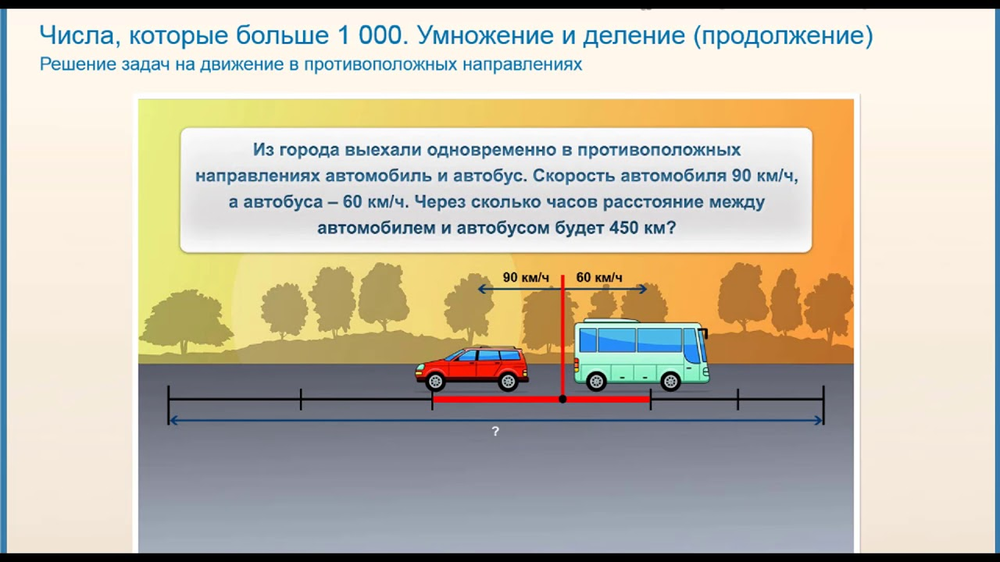 Числа, которые больше 1 000. Умножение и деление (продолжение)
Решение задач на движение в противоположных направлениях
Из города выехали одновременно в противоположных
направлениях автомобиль и автобус. Скорость автомобиля 90 км/ч,
а автобуса – 60 км/ч. Через сколько часов расстояние между
автомобилем и автобусом будет 450 км?
90 км/ч
60 км/ч
?